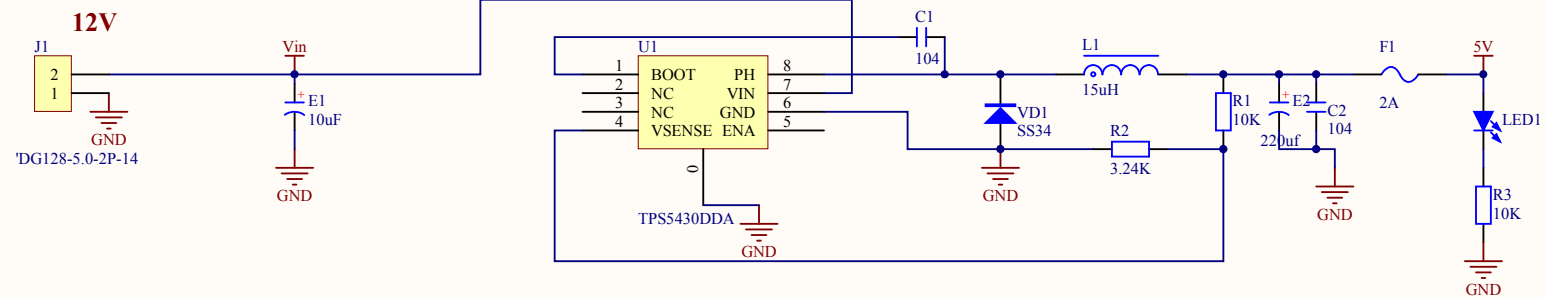 12V
J1
2
1
GND
'DG128-5.0-2P-14
Vin
+
E1
10uF
GND
U1
1 BOOT PH 8
2 NC VIN 7
3 NC GND 6
4 VSENSE ENA 5
0
TPS5430DDA
GND
C1
104
VD1
SS34
GND
L1
15uH
R2
3.24K
R1
10K
+
E2
220uf
C2
104
GND
F1
2A
5V
LED1
R3
10K
GND